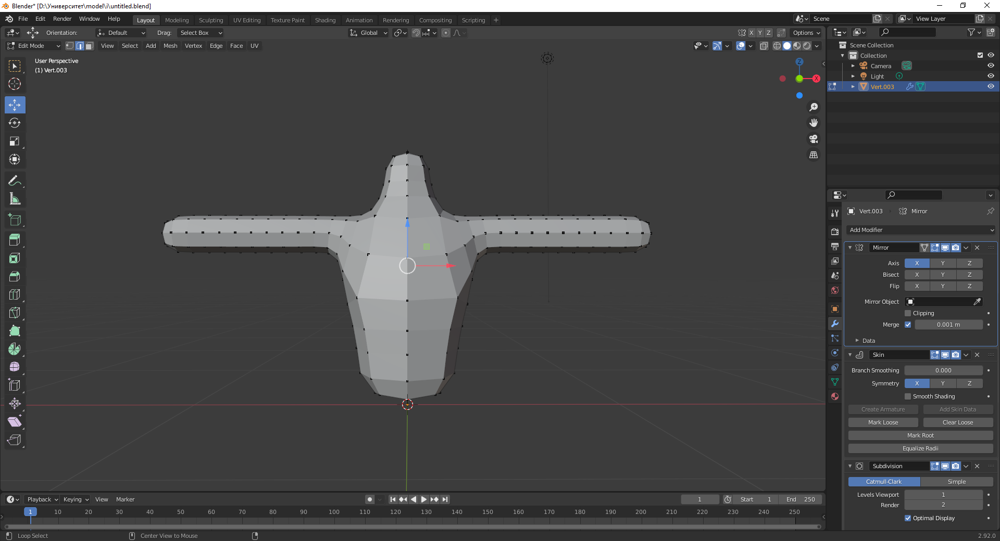 Blender* [D:\Университет\model\i\untitled.blend]
File Edit Render Window Help
Layout Modeling Sculpting UV Editing Texture Paint Shading Animation Rendering Compositing Scripting +
Scene
View Layer
Orientation: Default Drag: Select Box
Global
X Y Z Options
Edit Mode View Select Add Mesh Vertex Edge Face UV
User Perspective
(1) Vert.003
Z
X
Scene Collection
Collection
Camera
Light
Vert.003
Vert.003 Mirror
Add Modifier
Mirror
Axis X Y Z
Bisect X Y Z
Flip X Y Z
Mirror Object
Clipping
Merge 0.001 m
Data
Skin
Branch Smoothing 0.000
Symmetry X Y Z
Smooth Shading
Create Armature Add Skin Data
Mark Loose Clear Loose
Mark Root
Equalize Radii
Subdivision
Catmull-Clark Simple
Levels Viewport 1
Render 2
Optimal Display
Playback Keying View Marker
1 Start 1 End 250
1 10 20 30 40 50 60 70 80 90 100 110 120 130 140 150 160 170 180 190 200 210 220 230 240 250
Loop Select Center View to Mouse
2.92.0